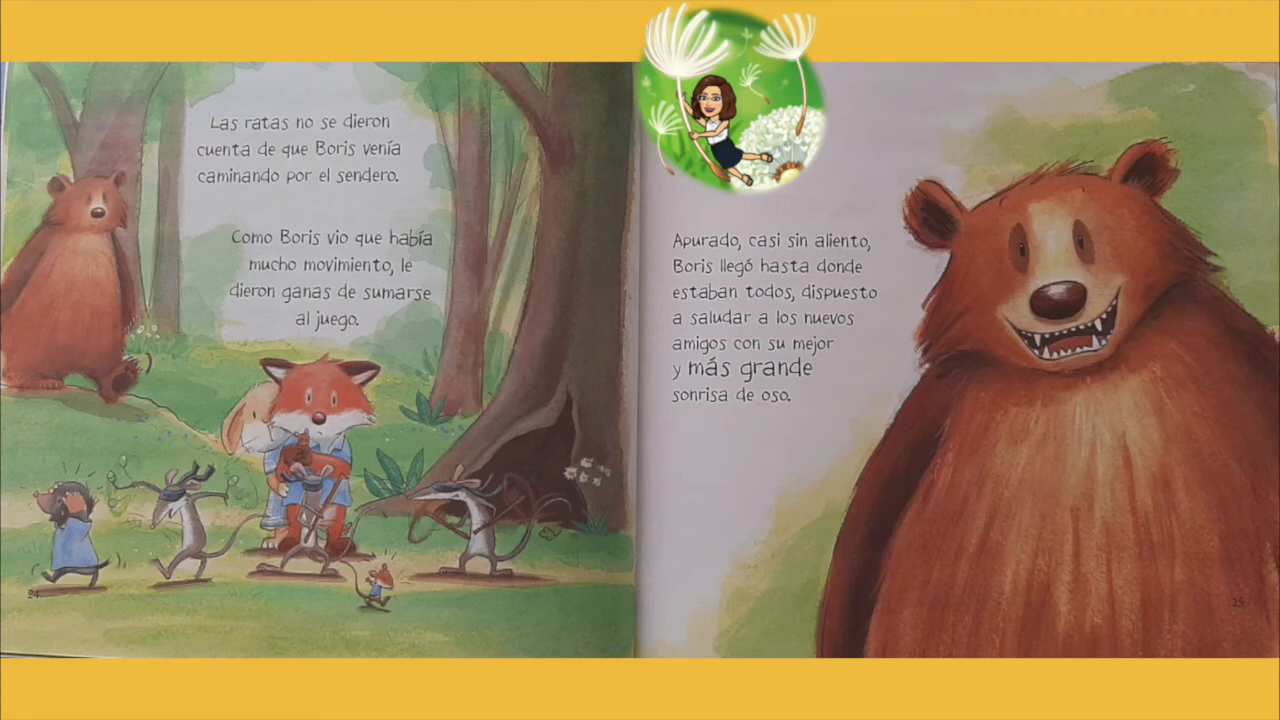 Las ratas no se dieron
cuenta de que Boris venía
caminando por el sendero.
Como Boris vio que había
mucho movimiento, le
dieron ganas de sumarse
al juego.
24
Apurado, casi sin aliento,
Boris llegó hasta donde
estaban todos, dispuesto
a saludar a los nuevos
amigos con su mejor
y más grande
sonrisa de oso.
25